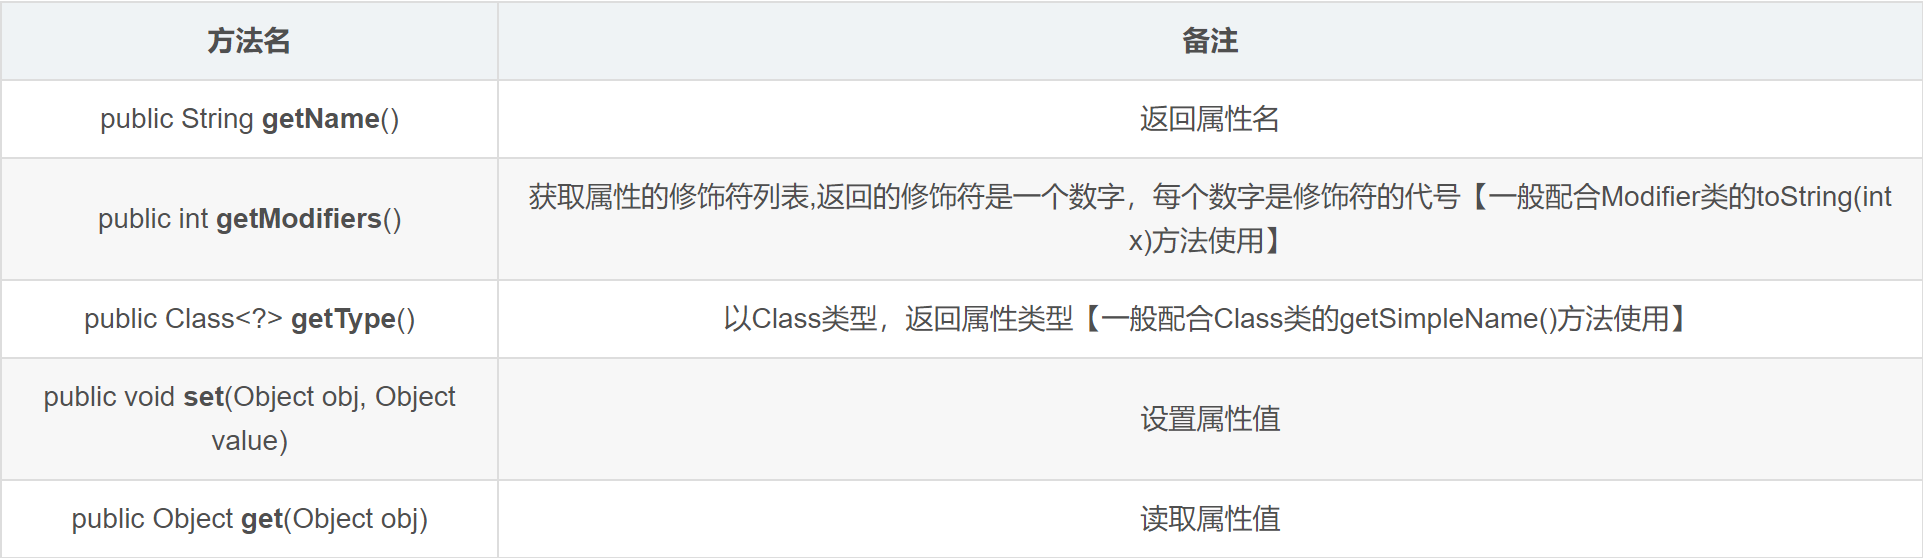 方法名
备注
public String getName()
返回属性名
public int getModifiers()
获取属性的修饰符列表,返回的修饰符是一个数字，每个数字是修饰符的代号【一般配合Modifier类的toString(int
x)方法使用】
public Class<?> getType()
以Class类型，返回属性类型【一般配合Class类的getSimpleName()方法使用】
public void set(Object obj, Object
value)
设置属性值
public Object get(Object obj)
读取属性值